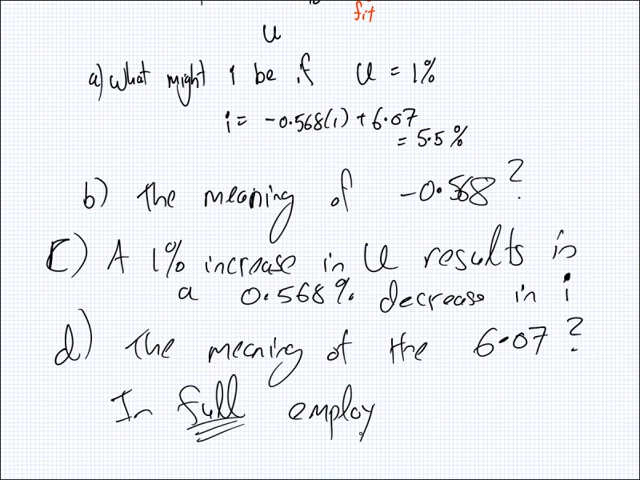 fit
u
a) What might i be if u = 1%
i = -0.568(1) + 6.07
= 5.5%
b) the meaning of -0.568?
c) A 1% increase in u results in
a 0.568% decrease in i
d) The meaning of the 6.07?
In full employ